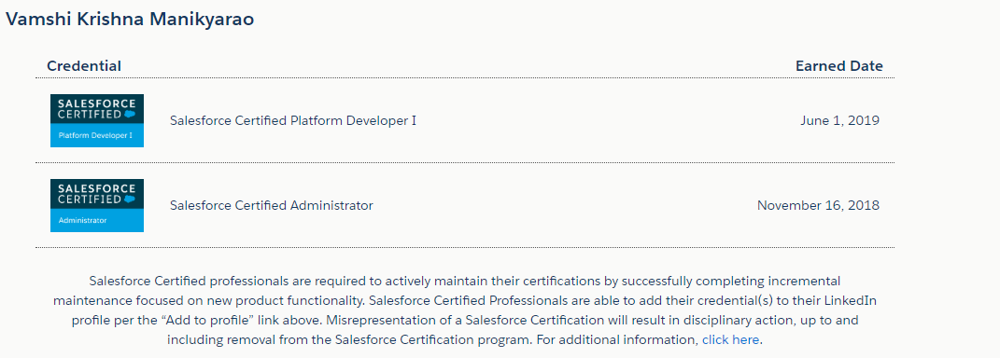 Vamshi Krishna Manikyarao
Credential Earned Date
SALESFORCE
CERTIFIED
Platform Developer I
Salesforce Certified Platform Developer I June 1, 2019
SALESFORCE
CERTIFIED
Administrator
Salesforce Certified Administrator November 16, 2018
Salesforce Certified professionals are required to actively maintain their certifications by successfully completing incremental
maintenance focused on new product functionality. Salesforce Certified Professionals are able to add their credential(s) to their LinkedIn
profile per the “Add to profile” link above. Misrepresentation of a Salesforce Certification will result in disciplinary action, up to and
including removal from the Salesforce Certification program. For additional information, click here.